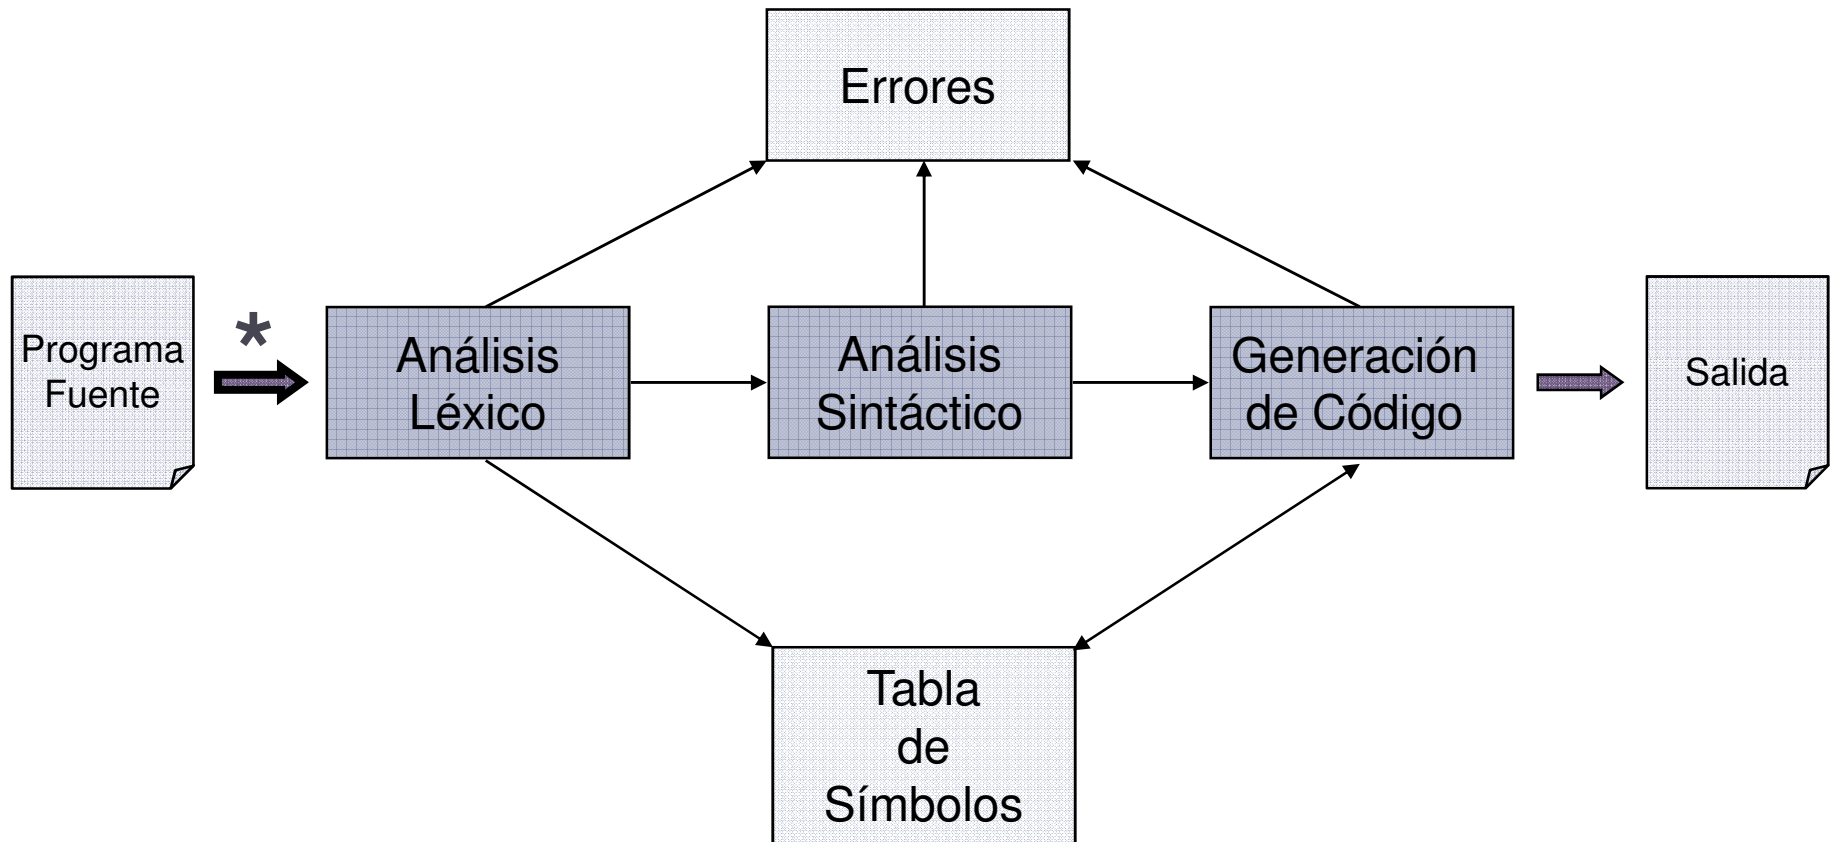 Errores
Programa
Fuente
*
Análisis
Léxico
Análisis
Sintáctico
Generación
de Código
Salida
Tabla
de
Símbolos